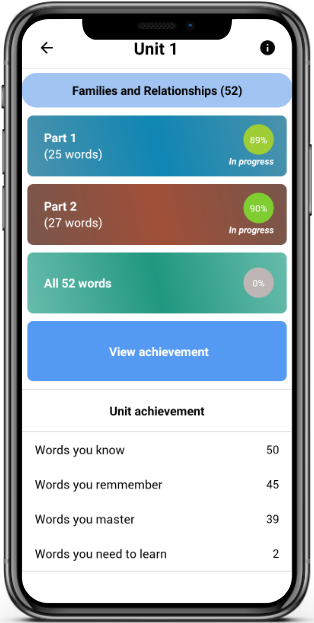 Unit 1
Families and Relationships (52)
Part 1
(25 words)
89%
In progress
Part 2
(27 words)
90%
In progress
All 52 words
0%
View achievement
Unit achievement
Words you know 50
Words you remmember 45
Words you master 39
Words you need to learn 2